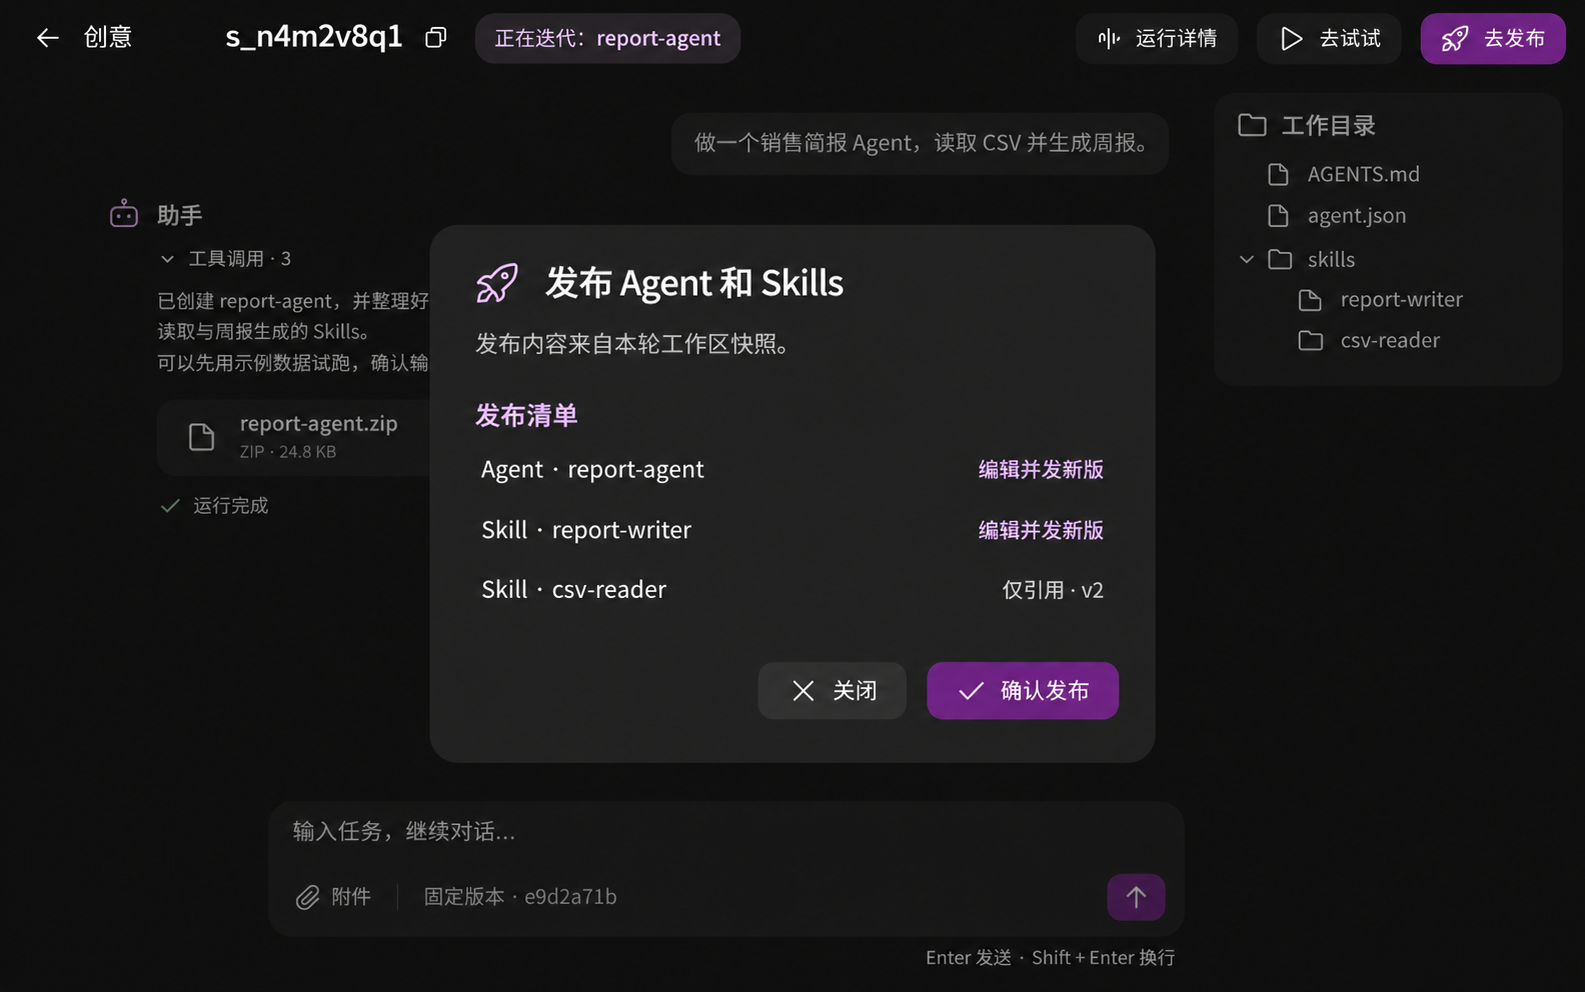 创意
s_n4m2v8q1
正在迭代：report-agent
运行详情
去试试
去发布
做一个销售简报 Agent，读取 CSV 并生成周报。
助手
工具调用 · 3
已创建 report-agent，并整理好
读取与周报生成的 Skills。
可以先用示例数据试跑，确认输
report-agent.zip
ZIP · 24.8 KB
运行完成
发布 Agent 和 Skills
发布内容来自本轮工作区快照。
发布清单
Agent · report-agent
编辑并发新版
Skill · report-writer
编辑并发新版
Skill · csv-reader
仅引用 · v2
关闭
确认发布
工作目录
AGENTS.md
agent.json
skills
report-writer
csv-reader
输入任务，继续对话...
附件
固定版本 · e9d2a71b
Enter 发送 · Shift + Enter 换行